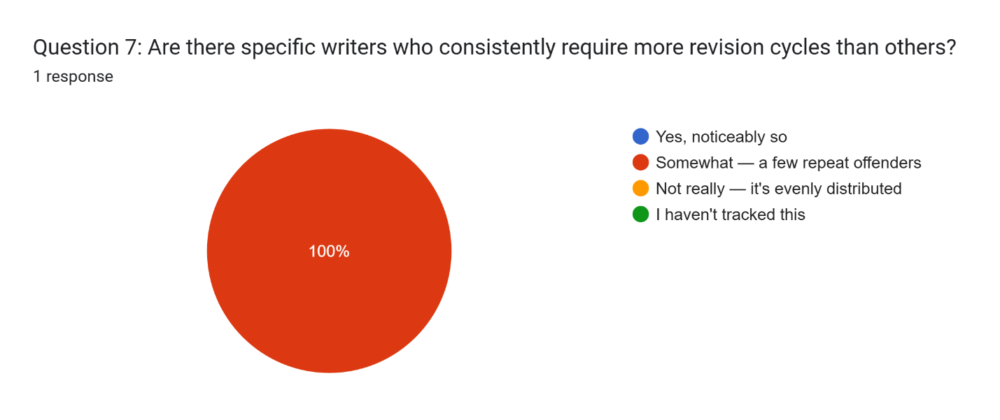 Question 7: Are there specific writers who consistently require more revision cycles than others?
1 response
100%
Yes, noticeably so
Somewhat — a few repeat offenders
Not really — it's evenly distributed
I haven't tracked this